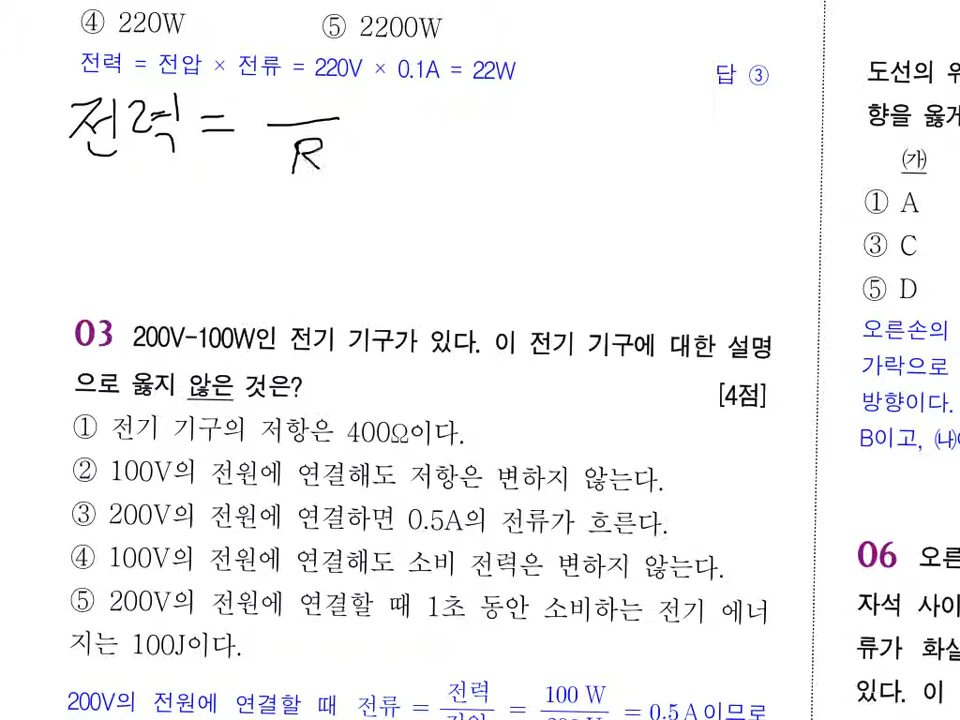 ④ 220W ⑤ 2200W
전력 = 전압 × 전류 = 220V × 0.1A = 22W 답 ③
전력 = ―
R
03 200V-100W인 전기 기구가 있다. 이 전기 기구에 대한 설명
으로 옳지 않은 것은? [4점]
① 전기 기구의 저항은 400Ω이다.
② 100V의 전원에 연결해도 저항은 변하지 않는다.
③ 200V의 전원에 연결하면 0.5A의 전류가 흐른다.
④ 100V의 전원에 연결해도 소비 전력은 변하지 않는다.
⑤ 200V의 전원에 연결할 때 1초 동안 소비하는 전기 에너
지는 100J이다.
200V의 전원에 연결할 때 전류 = 전력 = 100 W = 0.5A이므로
도선의
향을 옳게
㈎
① A
③ C
⑤ D
오른손의
가락으로
방향이다.
B이고, ㈏
06 오른
자석 사이
류가 화살
있다. 이